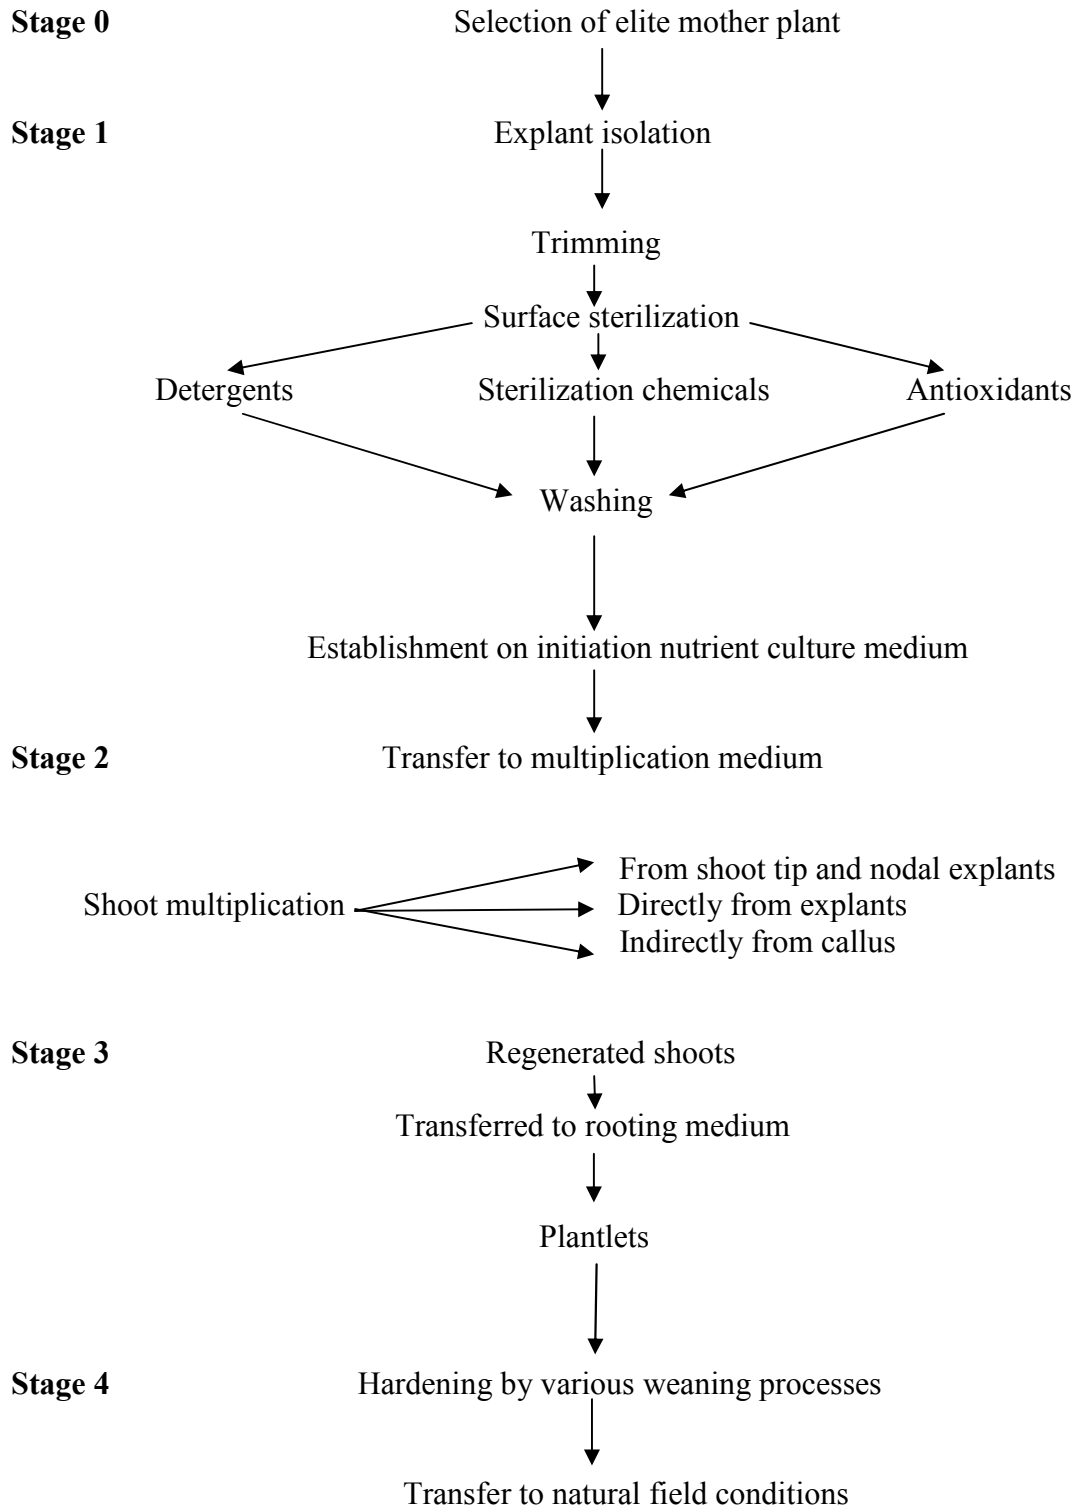 Stage 0 Selection of elite mother plant
Stage 1 Explant isolation
Trimming
Surface sterilization
Detergents Sterilization chemicals Antioxidants
Washing
Establishment on initiation nutrient culture medium
Stage 2 Transfer to multiplication medium
From shoot tip and nodal explants
Shoot multiplication Directly from explants
Indirectly from callus
Stage 3 Regenerated shoots
Transferred to rooting medium
Plantlets
Stage 4 Hardening by various weaning processes
Transfer to natural field conditions